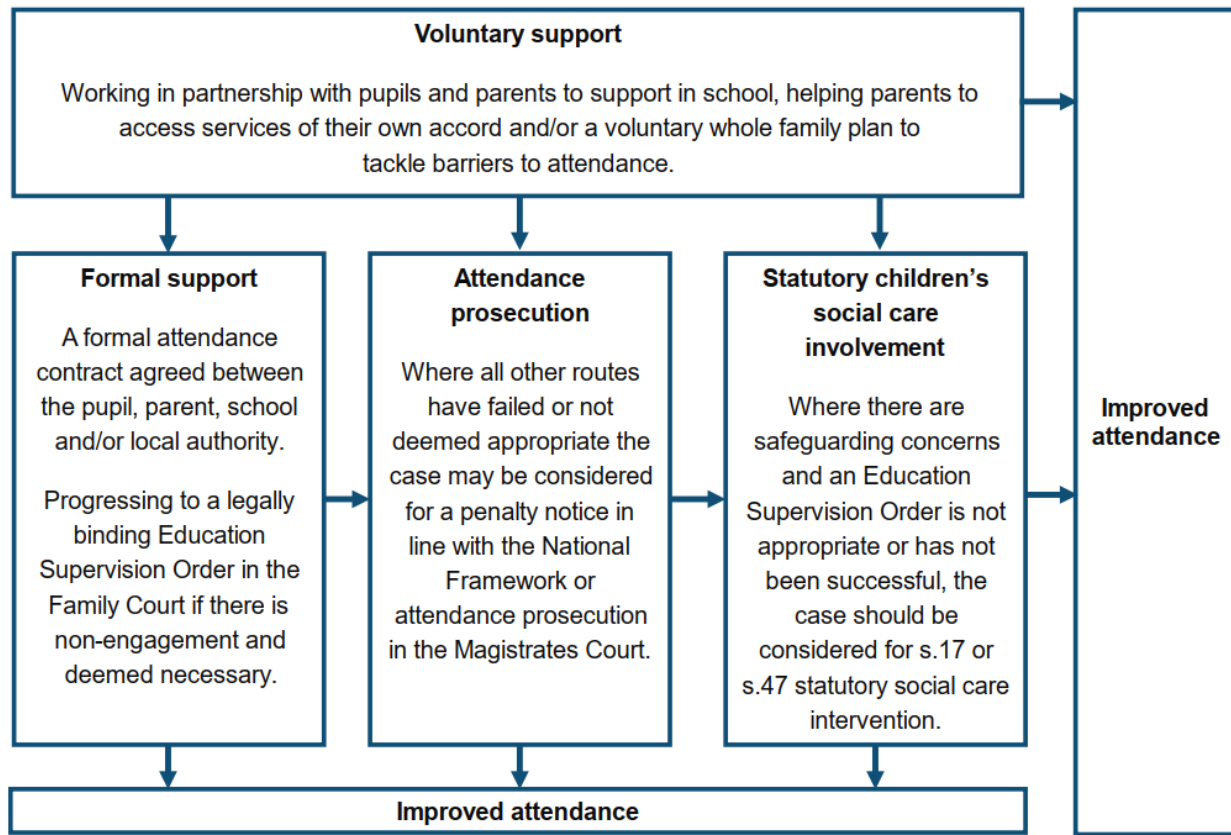 Voluntary support
Working in partnership with pupils and parents to support in school, helping parents to
access services of their own accord and/or a voluntary whole family plan to
tackle barriers to attendance.
Formal support
A formal attendance
contract agreed between
the pupil, parent, school
and/or local authority.
Progressing to a legally
binding Education
Supervision Order in the
Family Court if there is
non-engagement and
deemed necessary.
Attendance
prosecution
Where all other routes
have failed or not
deemed appropriate the
case may be considered
for a penalty notice in
line with the National
Framework or
attendance prosecution
in the Magistrates Court.
Statutory children’s
social care
involvement
Where there are
safeguarding concerns
and an Education
Supervision Order is not
appropriate or has not
been successful, the
case should be
considered for s.17 or
s.47 statutory social care
intervention.
Improved
attendance
Improved attendance